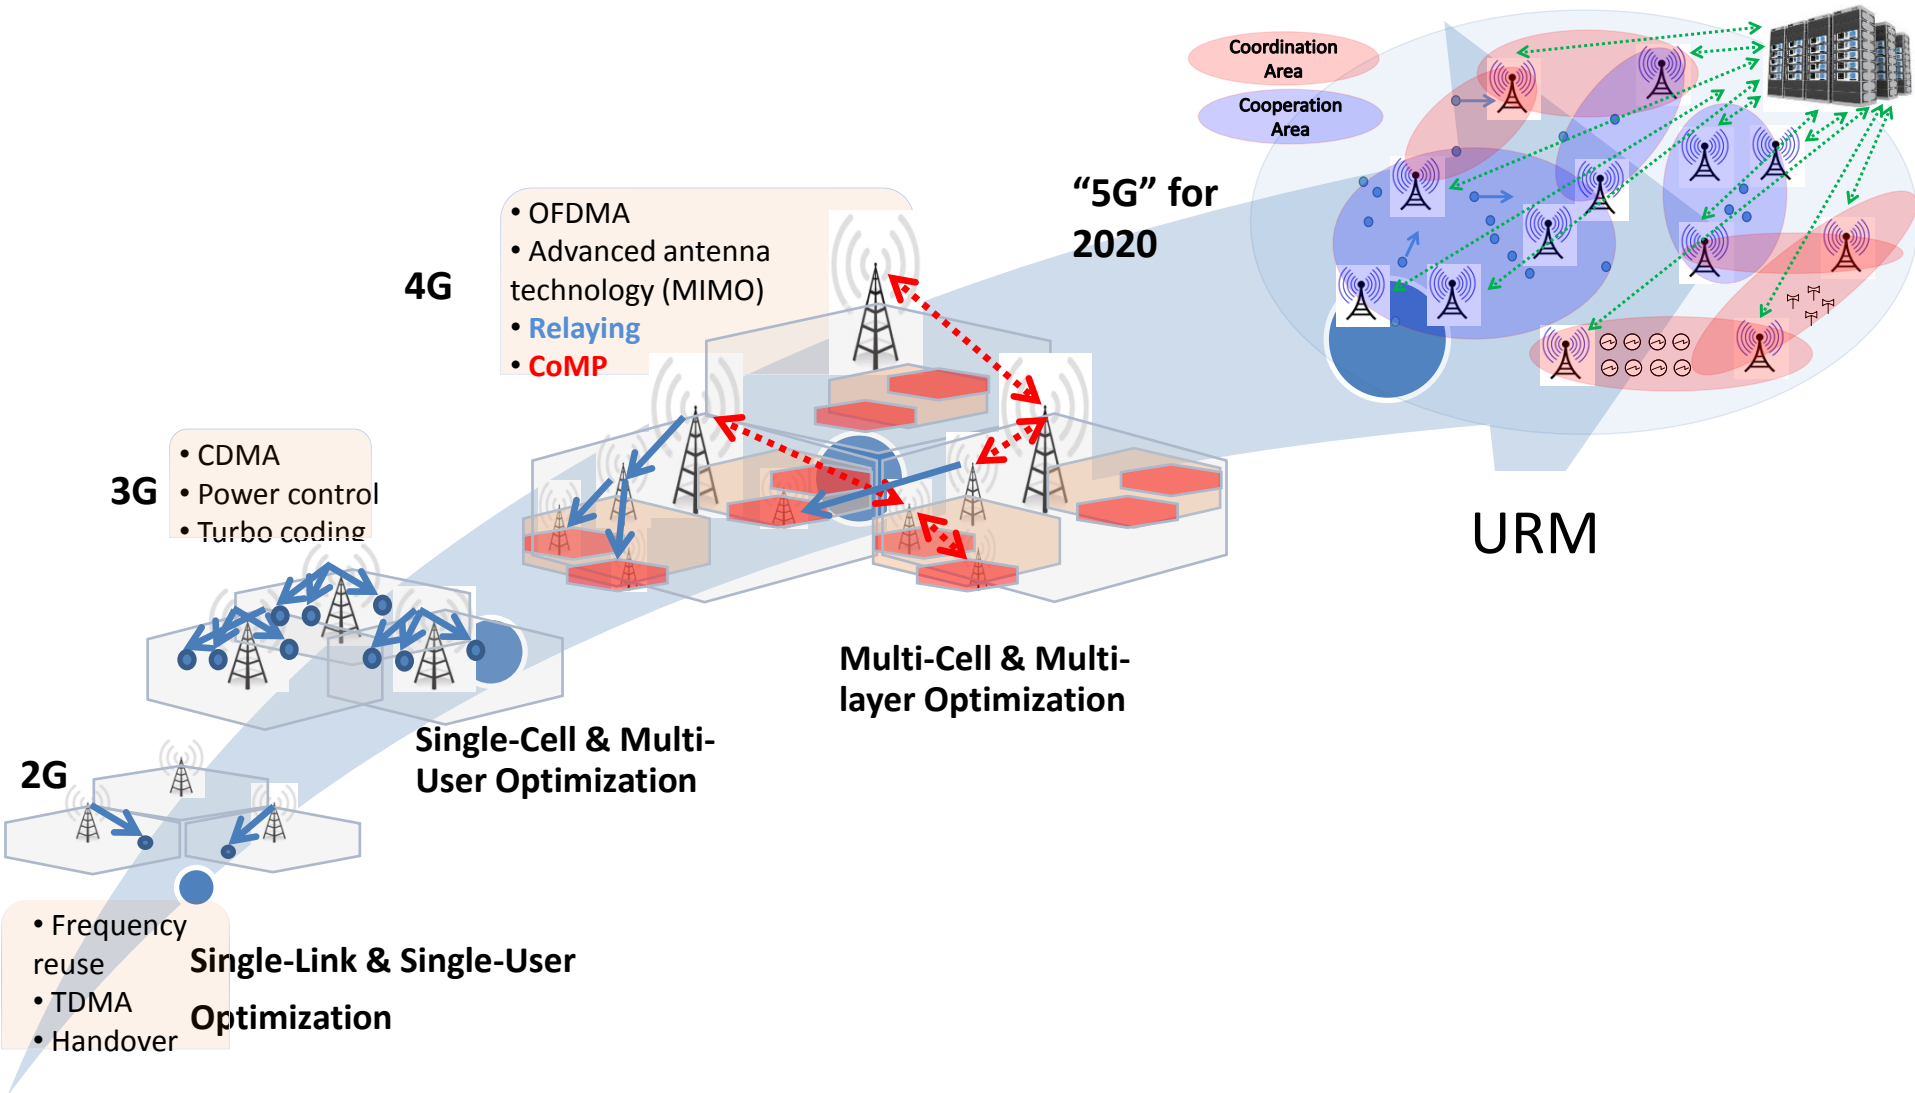 Coordination
Area
Cooperation
Area
“5G” for
2020
URM
4G
• OFDMA
• Advanced antenna
technology (MIMO)
• Relaying
• CoMP
Multi-Cell & Multi-
layer Optimization
3G
• CDMA
• Power control
• Turbo coding
Single-Cell & Multi-
User Optimization
2G
• Frequency
reuse
• TDMA
• Handover
Single-Link & Single-User
Optimization